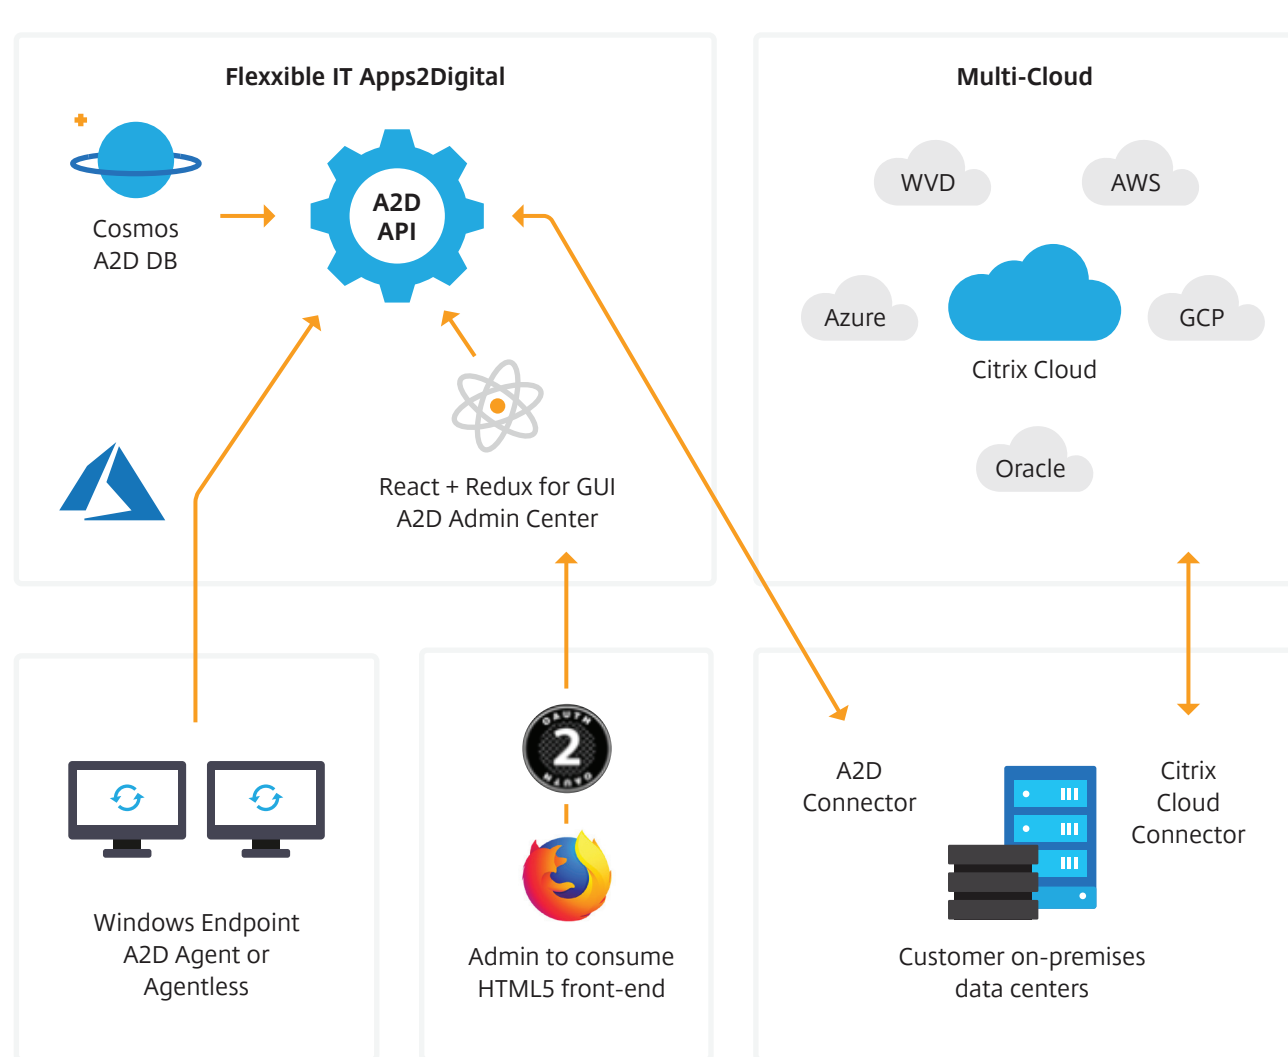 Flexxible IT Apps2Digital
A2D
API
Cosmos
A2D DB
React + Redux for GUI
A2D Admin Center
Multi-Cloud
WVD
AWS
Azure
GCP
Citrix Cloud
Oracle
Windows Endpoint
A2D Agent or
Agentless
OAUTH
2
OAUTH
Admin to consume
HTML5 front-end
A2D
Connector
Citrix
Cloud
Connector
Customer on-premises
data centers